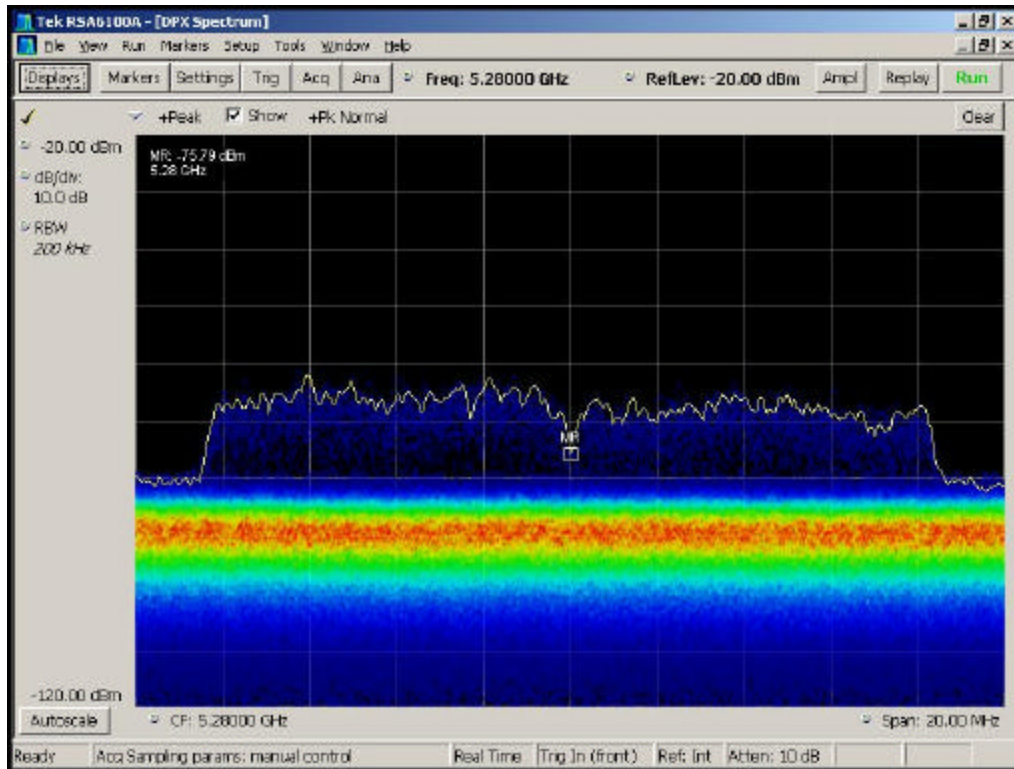 Tek RSA6100A - [DPX Spectrum]
File View Run Markers Setup Tools Window Help
Displays Markers Settings Trig Acq Ana Freq: 5.28000 GHz RefLev: -20.00 dBm Ampl Replay Run
+Peak Show +Pk Normal Clear
-20.00 dBm
dB/div:
10.0 dB
RBW
200 kHz
MR: -75.79 dBm
5.28 GHz
MR
-120.00 dBm
Autoscale CF: 5.28000 GHz Span: 20.00 MHz
Ready Acq Sampling params: manual control Real Time Trig In (front) Ref: Int Atten: 10 dB